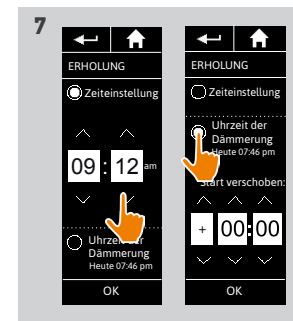 7
ERHOLUNG
Zeiteinstellung
09 : 12 am
Uhrzeit der
Dämmerung
Heute 07:46 pm
OK
ERHOLUNG
Zeiteinstellung
Uhrzeit der
Dämmerung
Heute 07:46 pm
Start verschoben:
+ 00:00
OK